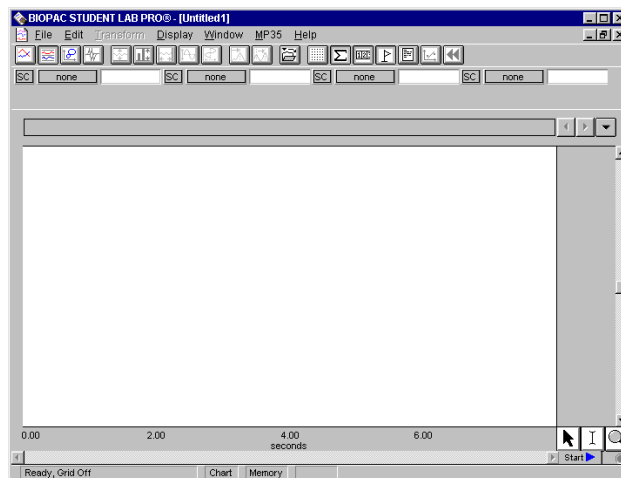 BIOPAC STUDENT LAB PRO® - [Untitled1]
File Edit Transform Display Window MP35 Help
SC none SC none SC none SC none
0.00 2.00 4.00 6.00
seconds
Start
Ready, Grid Off Chart Memory